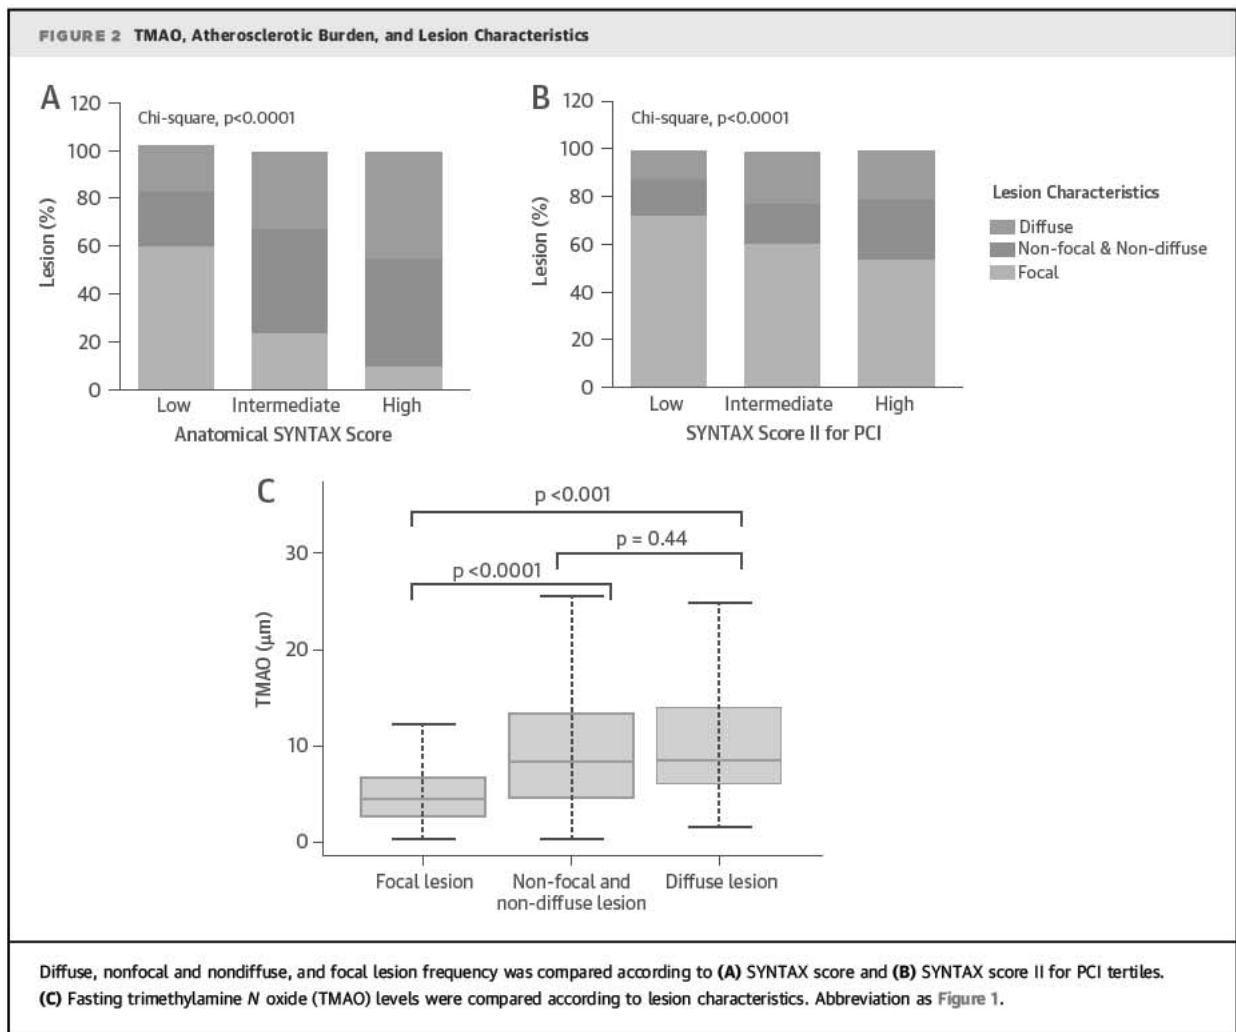 FIGURE 2 TMAO, Atherosclerotic Burden, and Lesion Characteristics
A
120
100
80
60
40
20
0
Lesion (%)
Chi-square, p<0.0001
Low Intermediate High
Anatomical SYNTAX Score
B
120
100
80
60
40
20
0
Lesion (%)
Chi-square, p<0.0001
Low Intermediate High
SYNTAX Score II for PCI
Lesion Characteristics
Diffuse
Non-focal & Non-diffuse
Focal
C
30
20
10
0
TMAO (μm)
p <0.001
p = 0.44
p <0.0001
Focal lesion
Non-focal and
non-diffuse lesion
Diffuse lesion
Diffuse, nonfocal and nondiffuse, and focal lesion frequency was compared according to (A) SYNTAX score and (B) SYNTAX score II for PCI tertiles.
(C) Fasting trimethylamine N oxide (TMAO) levels were compared according to lesion characteristics. Abbreviation as Figure 1.